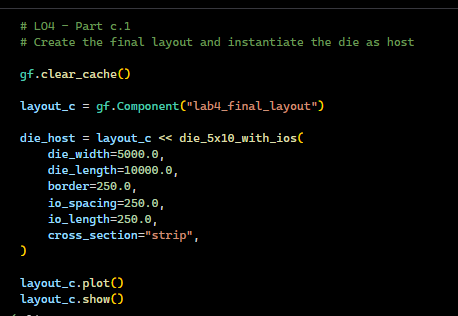 # LO4 - Part c.1
# Create the final layout and instantiate the die as host
gf.clear_cache()
layout_c = gf.Component("lab4_final_layout")
die_host = layout_c << die_5x10_with_ios(
    die_width=5000.0,
    die_length=10000.0,
    border=250.0,
    io_spacing=250.0,
    io_length=250.0,
    cross_section="strip",
)
layout_c.plot()
layout_c.show()